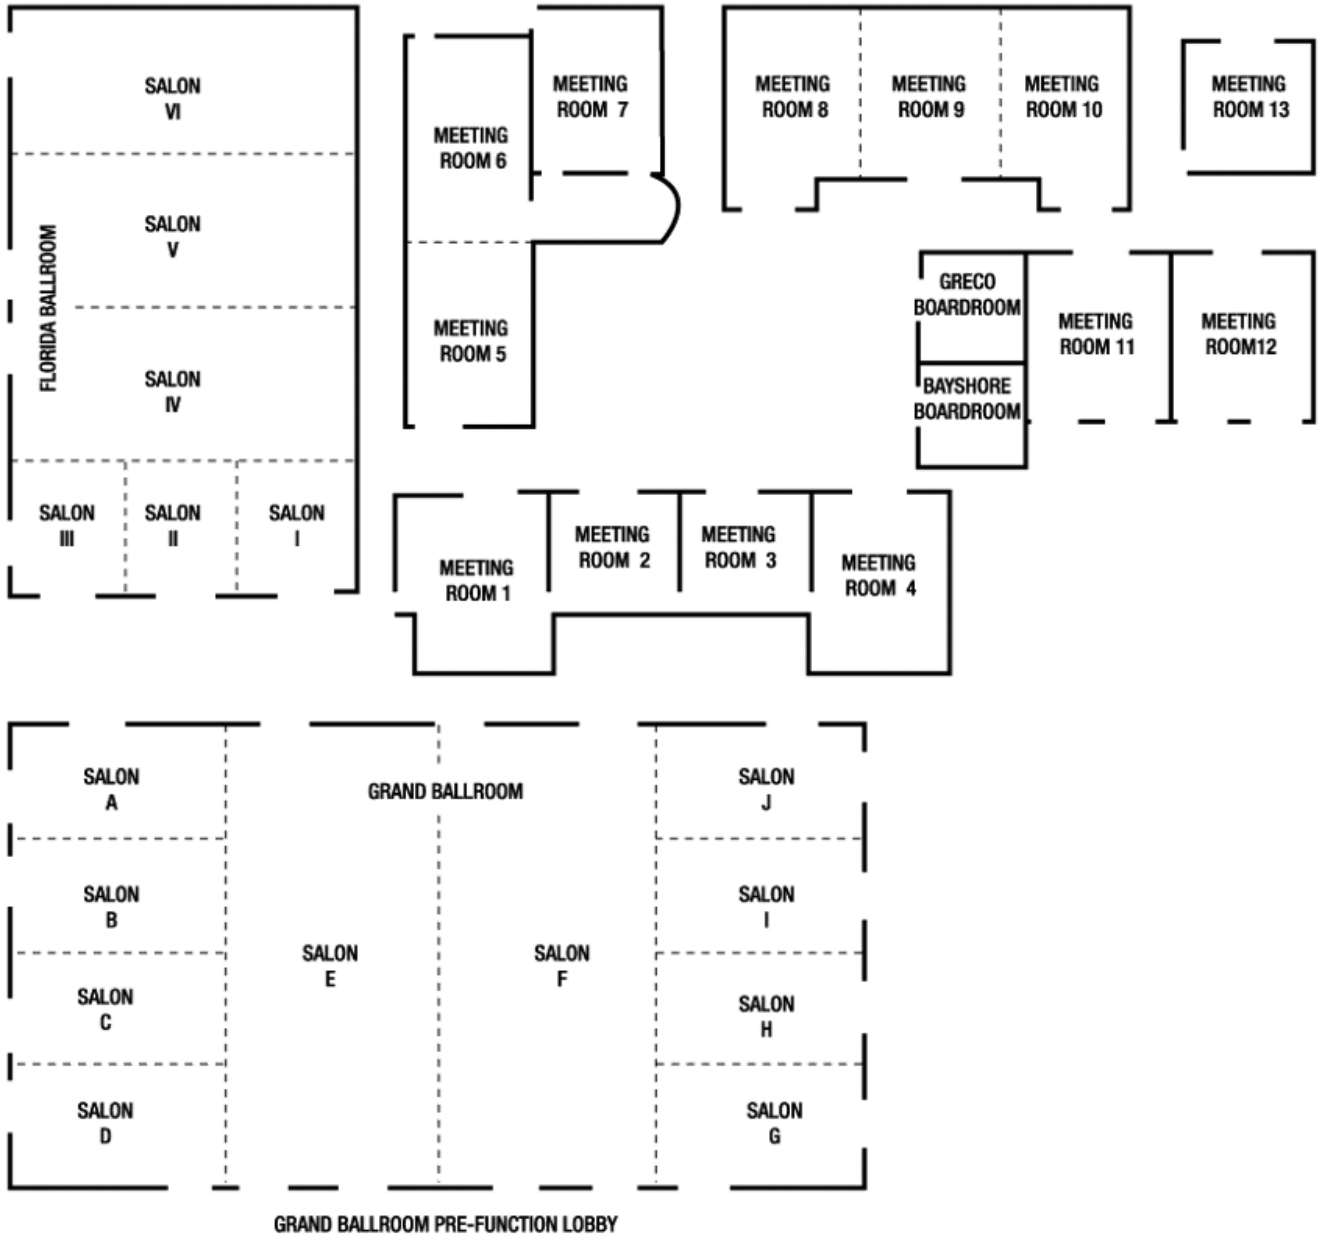 SALON
VI
SALON
V
FLORIDA BALLROOM
SALON
IV
SALON
III
SALON
II
SALON
I
MEETING
ROOM 6
MEETING
ROOM 7
MEETING
ROOM 5
MEETING
ROOM 8
MEETING
ROOM 9
MEETING
ROOM 10
MEETING
ROOM 13
GRECO
BOARDROOM
BAYSHORE
BOARDROOM
MEETING
ROOM 11
MEETING
ROOM12
MEETING
ROOM 1
MEETING
ROOM 2
MEETING
ROOM 3
MEETING
ROOM 4
SALON
A
SALON
B
SALON
C
SALON
D
GRAND BALLROOM
SALON
E
SALON
F
SALON
J
SALON
I
SALON
H
SALON
G
GRAND BALLROOM PRE-FUNCTION LOBBY